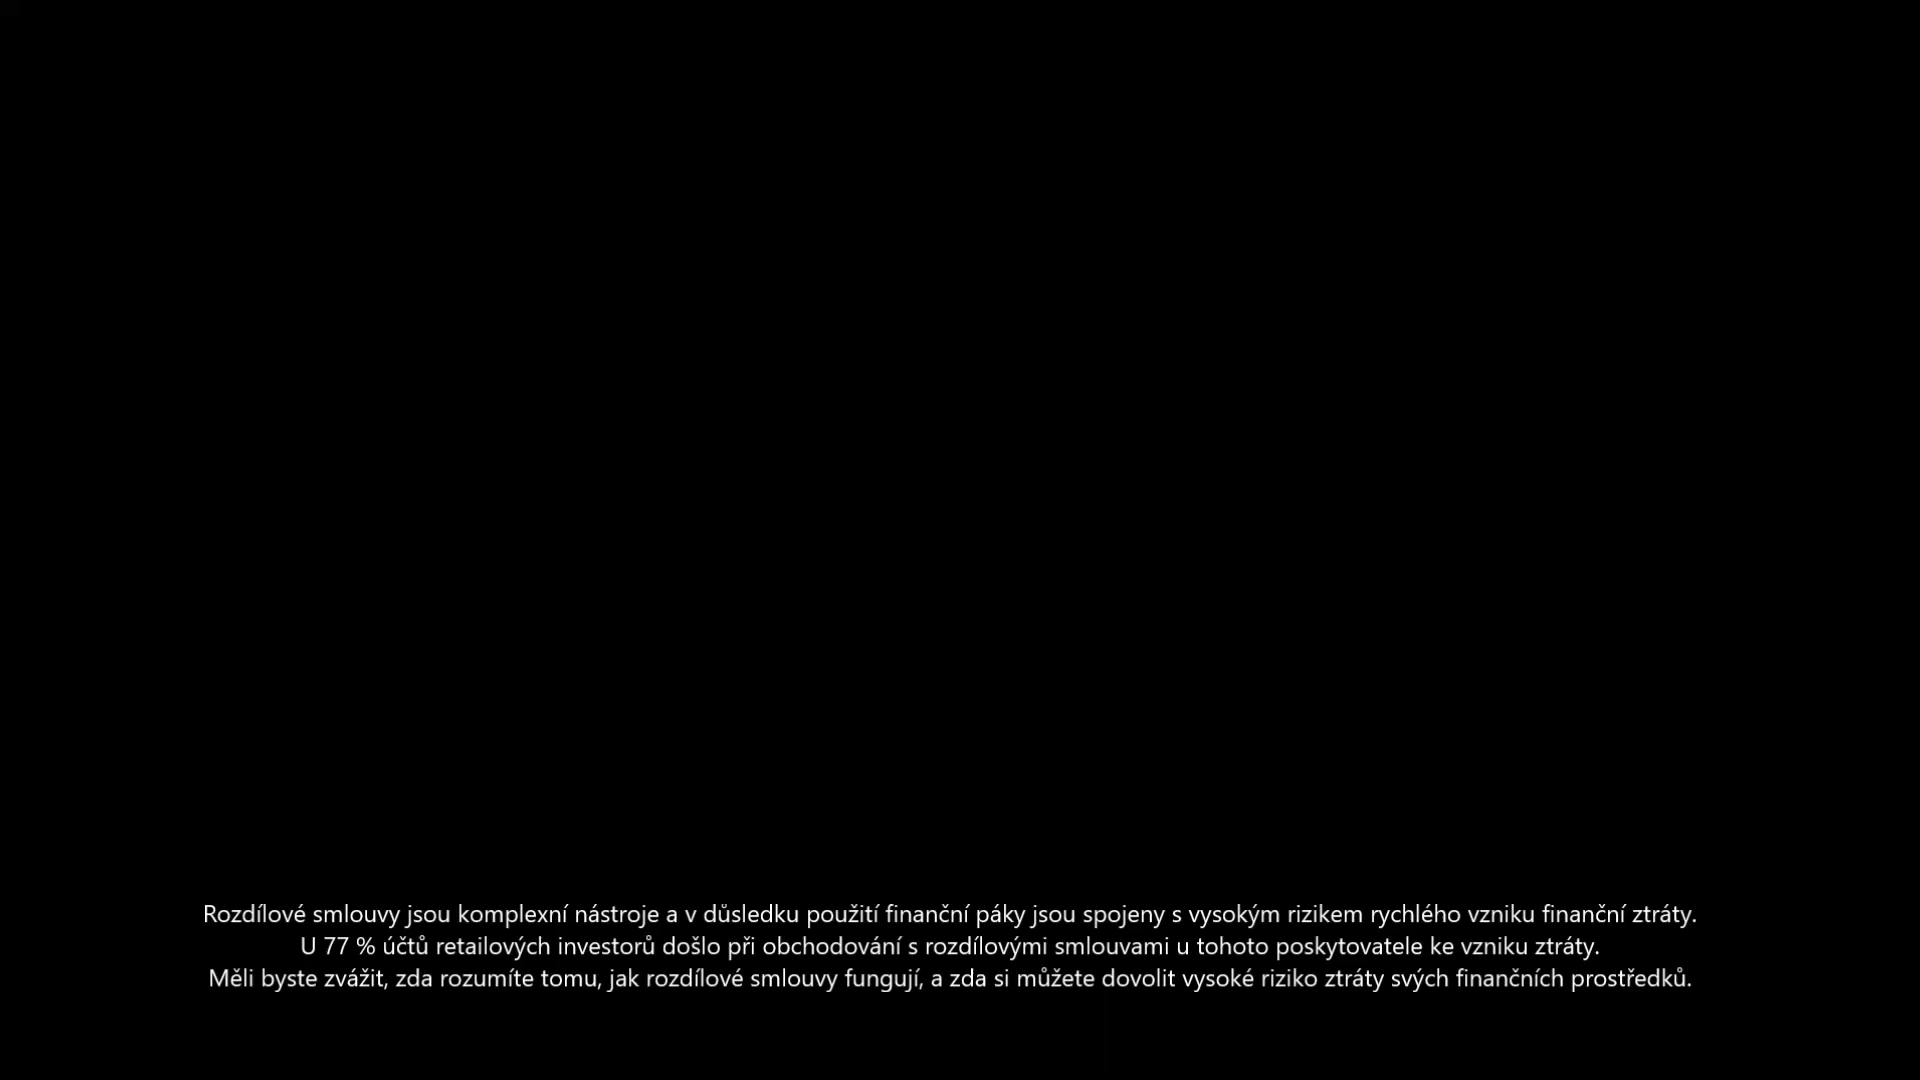 Rozdílové smlouvy jsou komplexní nástroje a v důsledku použití finanční páky jsou spojeny s vysokým rizikem rychlého vzniku finanční ztráty.
U 77 % účtů retailových investorů došlo při obchodování s rozdílovými smlouvami u tohoto poskytovatele ke vzniku ztráty.
Měli byste zvážit, zda rozumíte tomu, jak rozdílové smlouvy fungují, a zda si můžete dovolit vysoké riziko ztráty svých finančních prostředků.